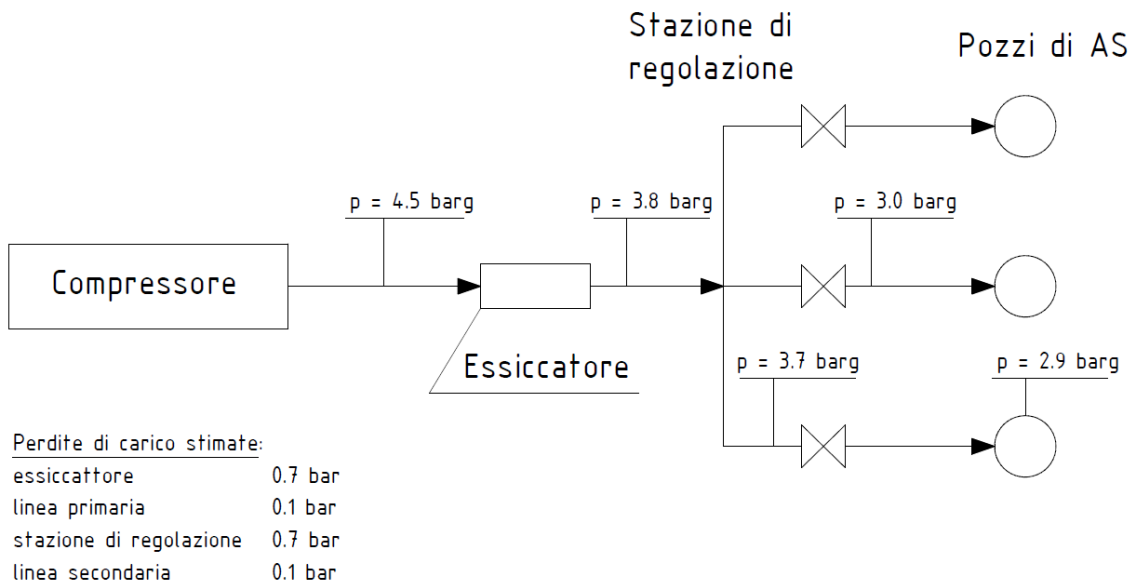 Stazione di
regolazione
Pozzi di AS
p = 4.5 barg
p = 3.8 barg
p = 3.0 barg
Compressore
Essiccatore
p = 3.7 barg
p = 2.9 barg
Perdite di carico stimate:
essiccattore 0.7 bar
linea primaria 0.1 bar
stazione di regolazione 0.7 bar
linea secondaria 0.1 bar